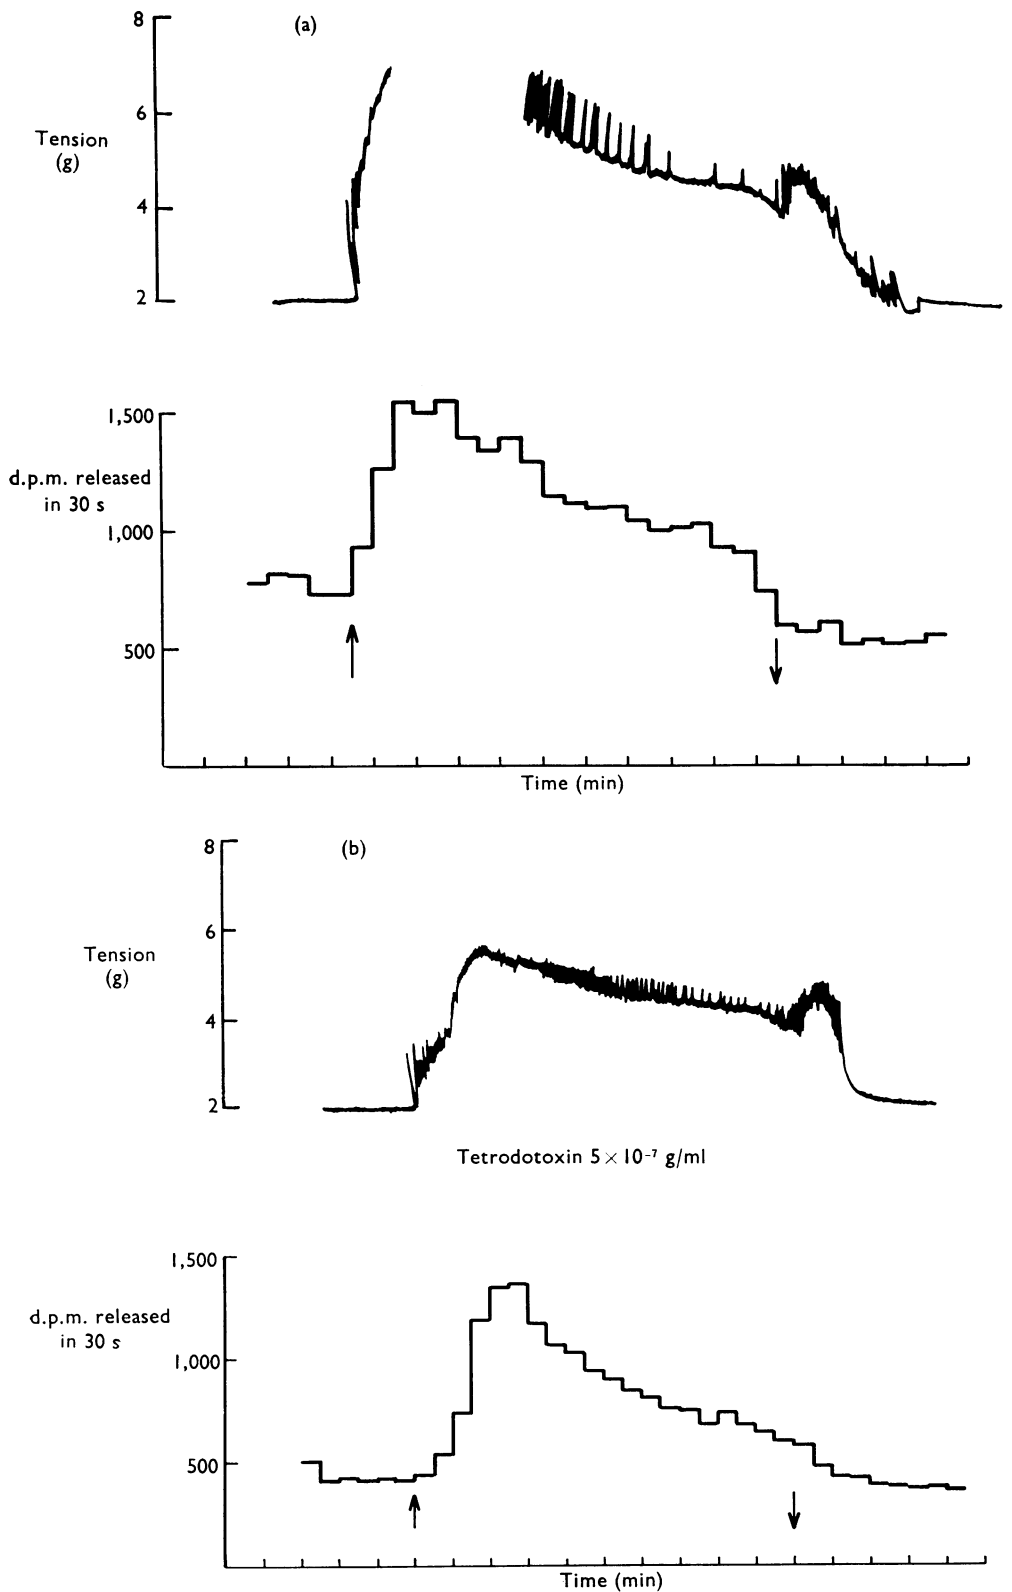 (a)
8
6
Tension
(g)
4
2
1,500
d.p.m. released
in 30 s
1,000
500
Time (min)
(b)
8
6
Tension
(g)
4
2
Tetrodotoxin 5 × 10⁻⁷ g/ml
1,500
d.p.m. released
in 30 s
1,000
500
Time (min)